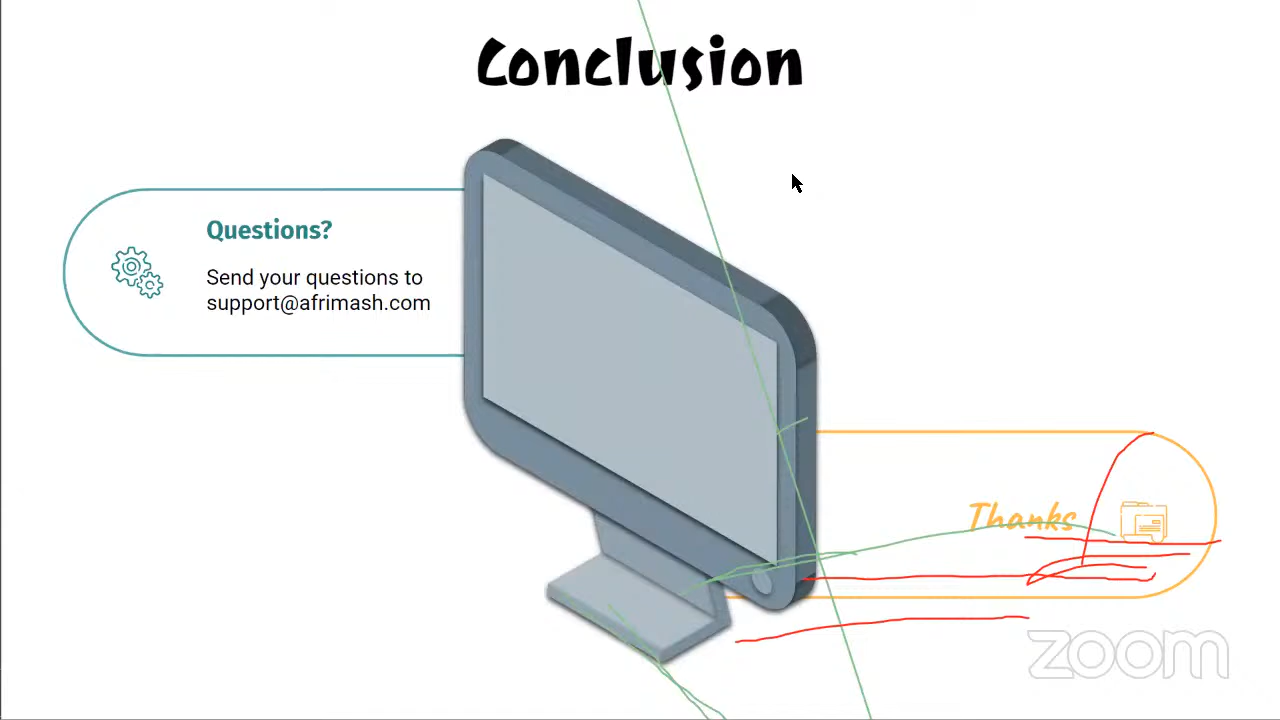 Conclusion
Questions?
Send your questions to
support@afrimash.com
Thanks
zoom